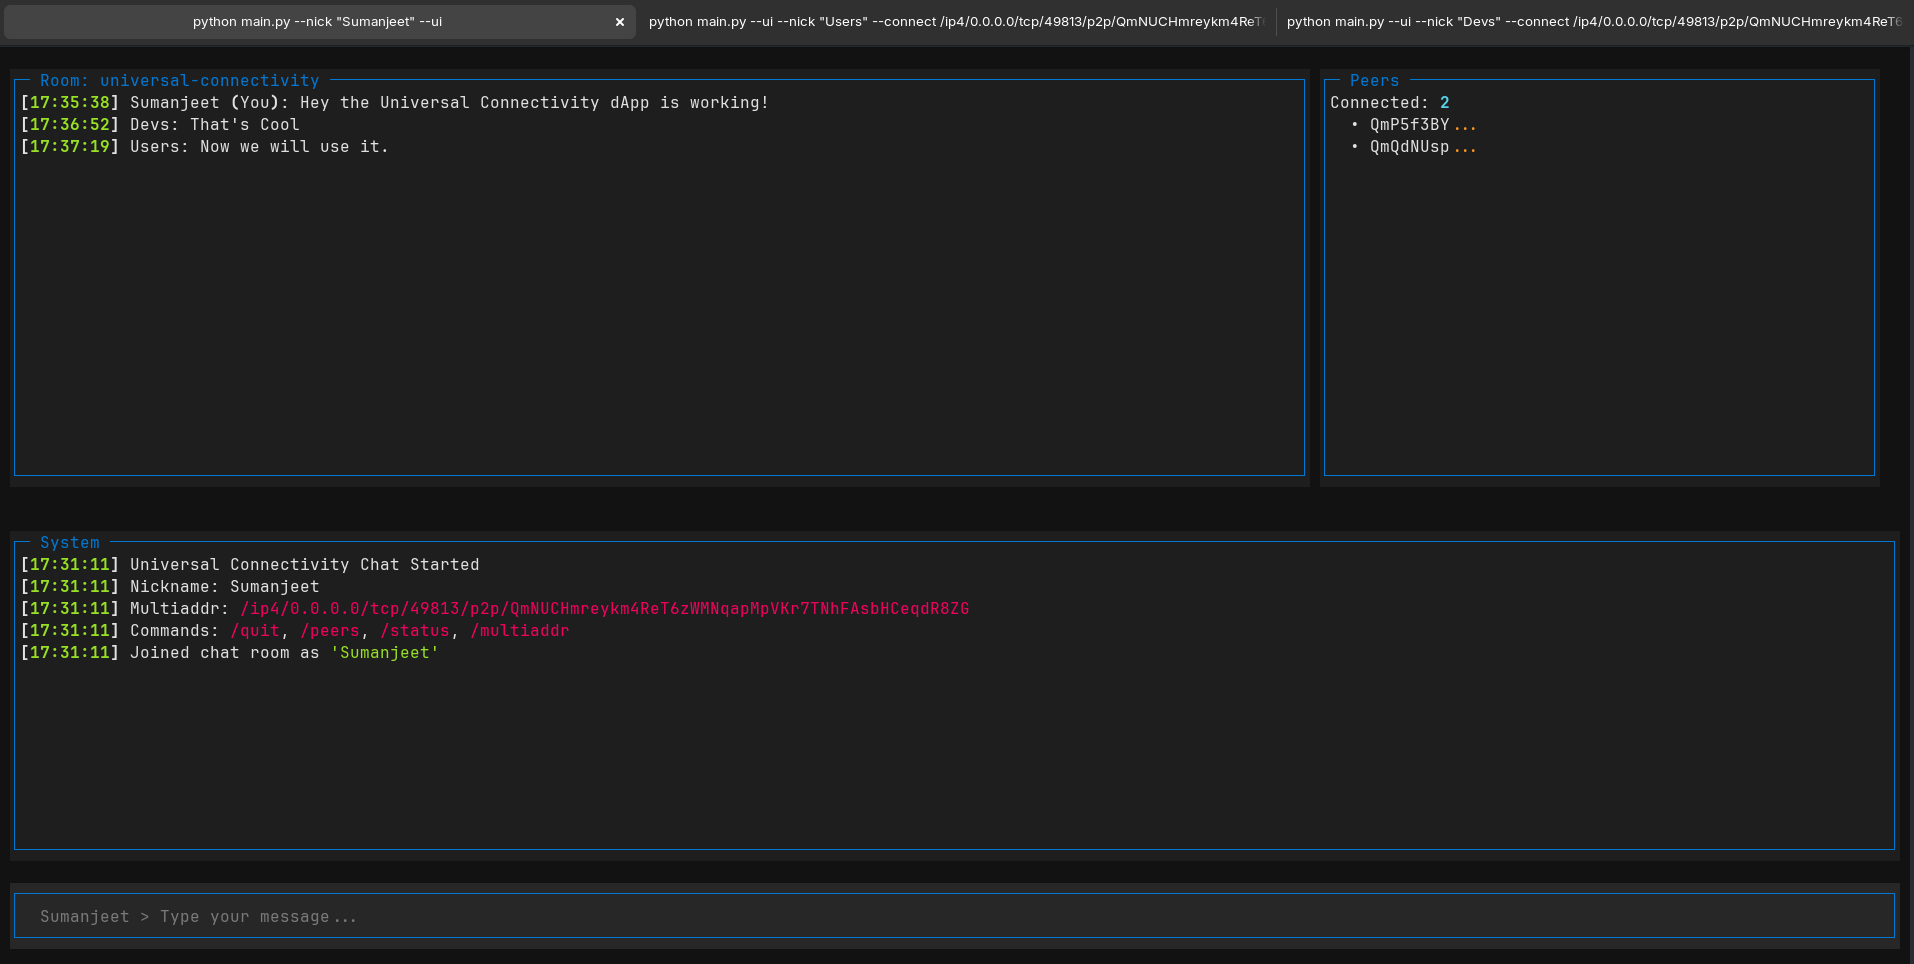 python main.py --nick "Sumanjeet" --ui ×
python main.py --ui --nick "Users" --connect /ip4/0.0.0.0/tcp/49813/p2p/QmNUCHmreykm4ReT
python main.py --ui --nick "Devs" --connect /ip4/0.0.0.0/tcp/49813/p2p/QmNUCHmreykm4ReT6
Room: universal-connectivity
[17:35:38] Sumanjeet (You): Hey the Universal Connectivity dApp is working!
[17:36:52] Devs: That's Cool
[17:37:19] Users: Now we will use it.
Peers
Connected: 2
• QmP5f3BY...
• QmQdNUsp...
System
[17:31:11] Universal Connectivity Chat Started
[17:31:11] Nickname: Sumanjeet
[17:31:11] Multiaddr: /ip4/0.0.0.0/tcp/49813/p2p/QmNUCHmreykm4ReT6zWMNqapMpVKr7TNhFAsbHCeqdR8ZG
[17:31:11] Commands: /quit, /peers, /status, /multiaddr
[17:31:11] Joined chat room as 'Sumanjeet'
Sumanjeet > Type your message...